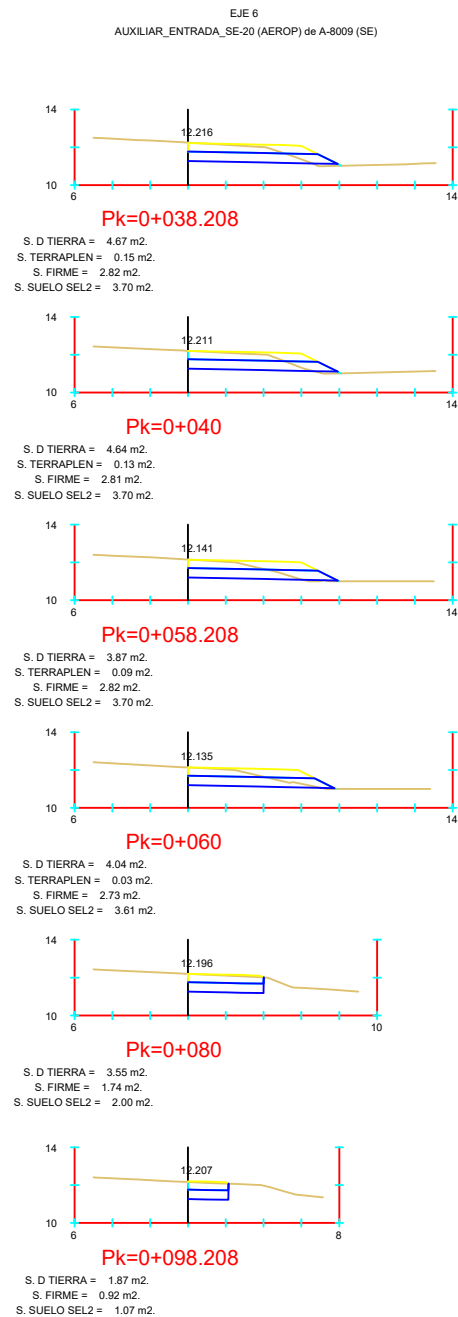 EJE 6
AUXILIAR_ENTRADA_SE-20 (AEROP) de A-8009 (SE)
14
12.216
10
6
14
Pk=0+038.208
S. D TIERRA = 4.67 m2.
S. TERRAPLEN = 0.15 m2.
S. FIRME = 2.82 m2.
S. SUELO SEL2 = 3.70 m2.
14
12.211
10
6
14
Pk=0+040
S. D TIERRA = 4.64 m2.
S. TERRAPLEN = 0.13 m2.
S. FIRME = 2.81 m2.
S. SUELO SEL2 = 3.70 m2.
14
12.141
10
6
14
Pk=0+058.208
S. D TIERRA = 3.87 m2.
S. TERRAPLEN = 0.09 m2.
S. FIRME = 2.82 m2.
S. SUELO SEL2 = 3.70 m2.
14
12.135
10
6
14
Pk=0+060
S. D TIERRA = 4.04 m2.
S. TERRAPLEN = 0.03 m2.
S. FIRME = 2.73 m2.
S. SUELO SEL2 = 3.61 m2.
14
12.196
10
6
10
Pk=0+080
S. D TIERRA = 3.55 m2.
S. FIRME = 1.74 m2.
S. SUELO SEL2 = 2.00 m2.
14
12.207
10
6
8
Pk=0+098.208
S. D TIERRA = 1.87 m2.
S. FIRME = 0.92 m2.
S. SUELO SEL2 = 1.07 m2.